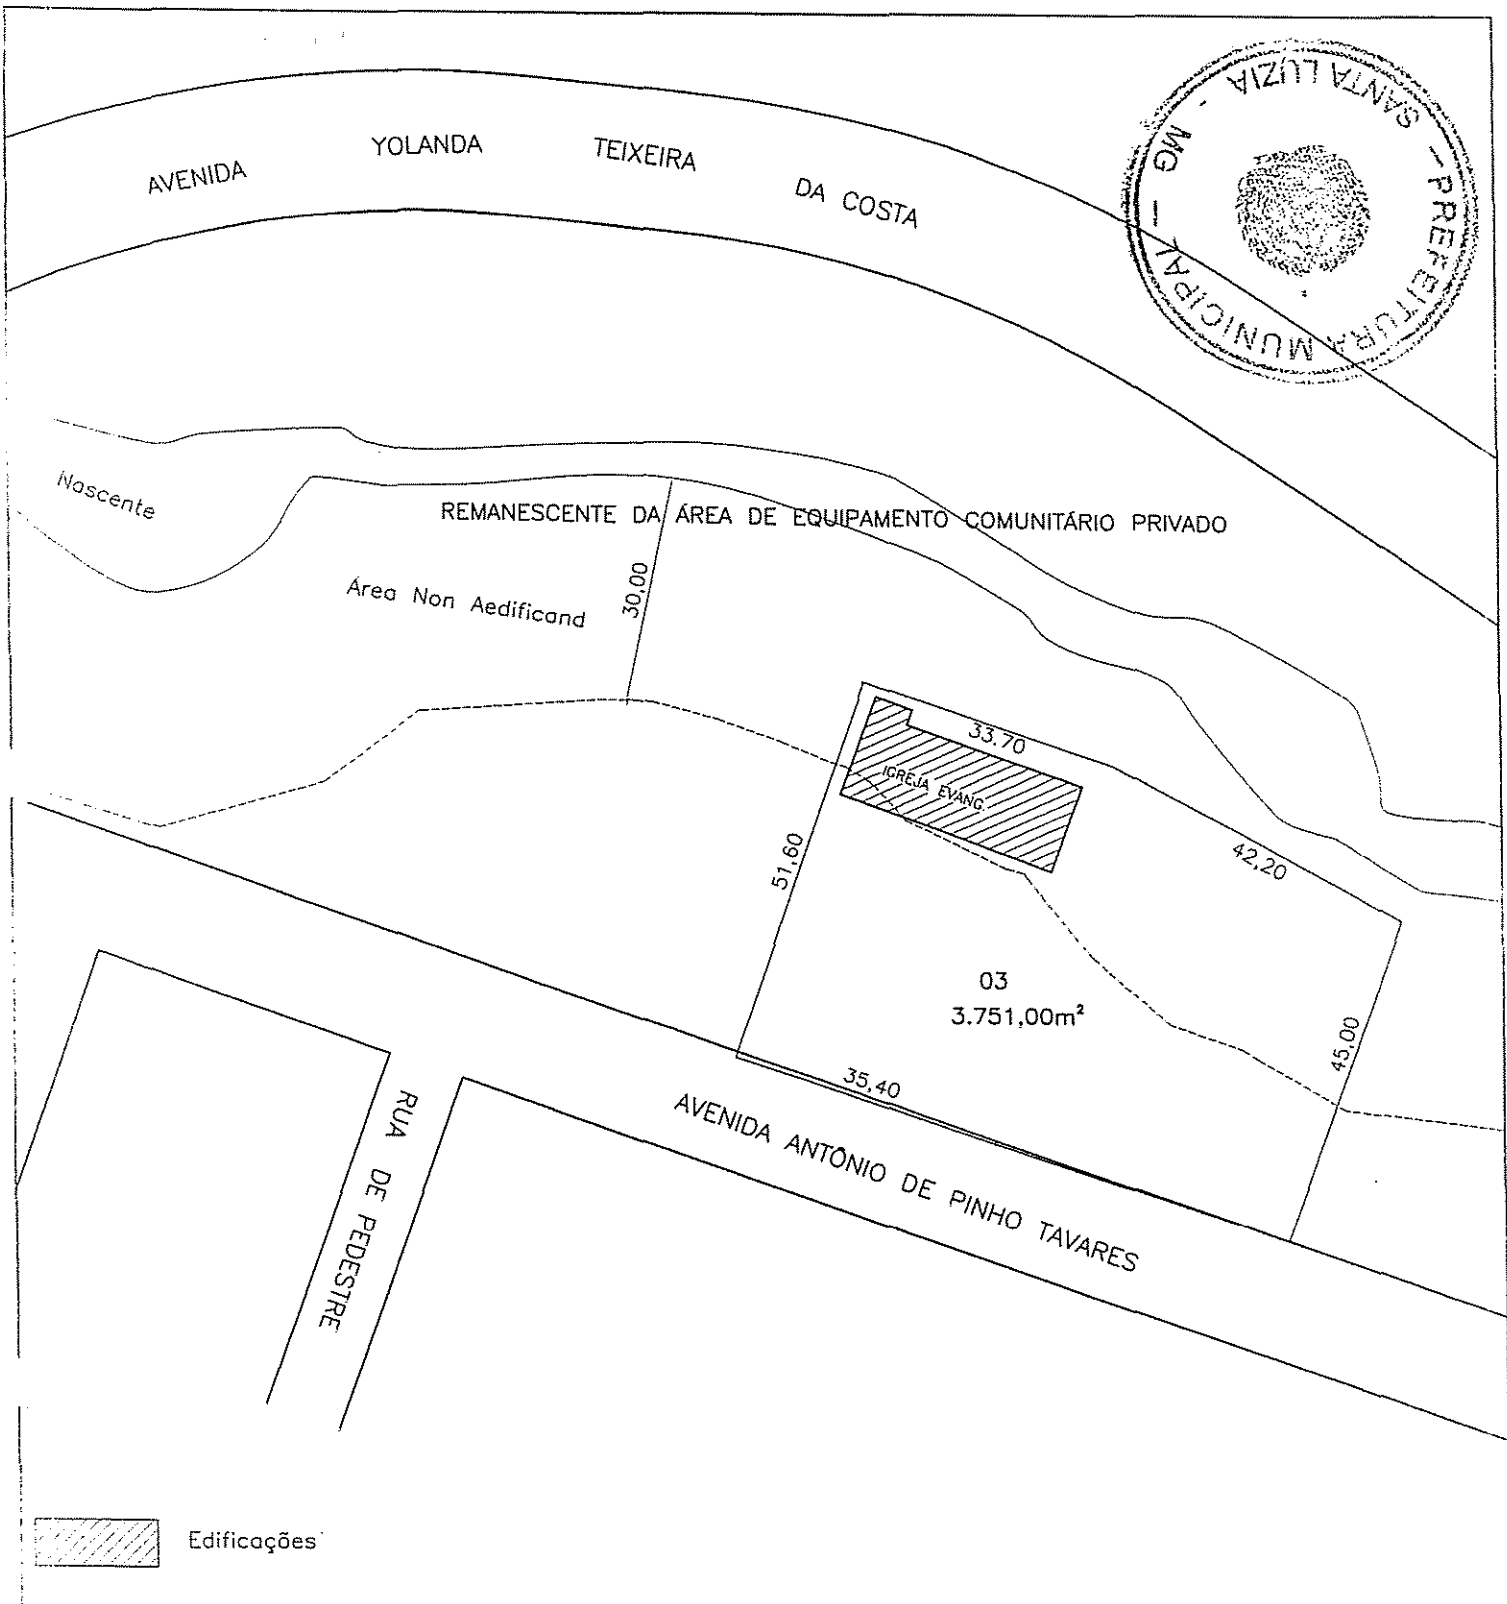 AVENIDA YOLANDA TEIXEIRA DA COSTA
PREFEITURA MUNICIPAL — MG - SANTA LUZIA —
Nascente
REMANESCENTE DA ÁREA DE EQUIPAMENTO COMUNITÁRIO PRIVADO
Área Non Aedificand
30,00
33,70
IGREJA EVANG.
51,60
42,20
03
3.751,00m²
45,00
35,40
AVENIDA ANTÔNIO DE PINHO TAVARES
RUA DE PEDESTRE
Edificações